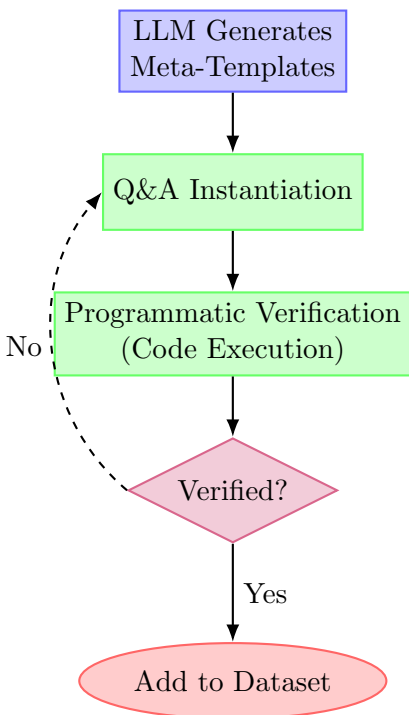 LLM Generates
Meta-Templates
Q&A Instantiation
Programmatic Verification
(Code Execution)
No
Verified?
Yes
Add to Dataset